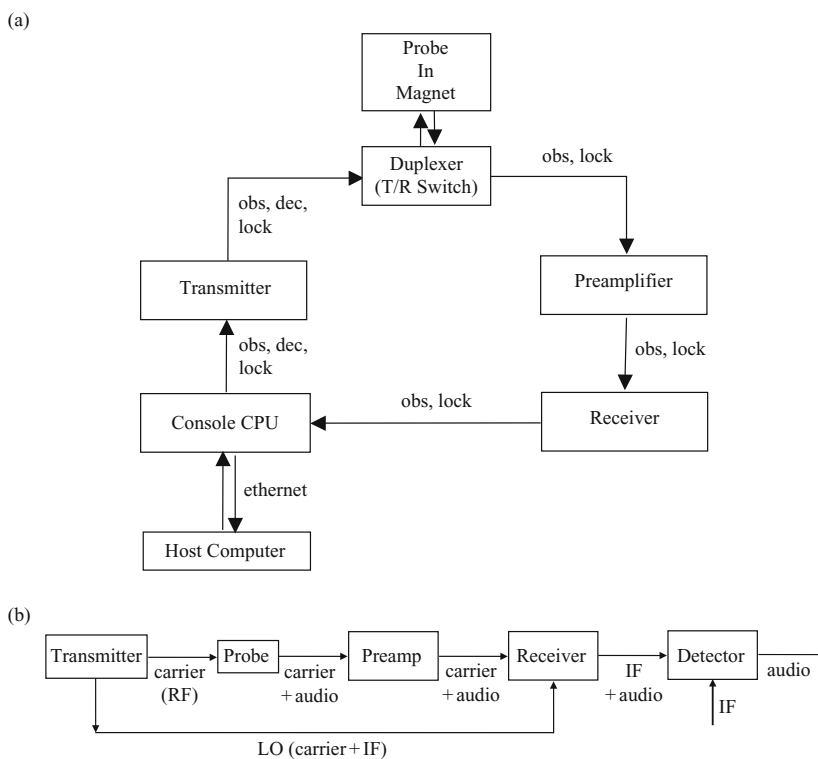 (a)
Probe
In
Magnet
Duplexer
(T/R Switch)
obs, lock
obs, dec,
lock
Transmitter
Preamplifier
obs, dec,
lock
obs, lock
obs, lock
Console CPU
Receiver
ethernet
Host Computer
(b)
Transmitter
carrier
(RF)
Probe
carrier
+ audio
Preamp
carrier
+ audio
Receiver
IF
+ audio
Detector
audio
IF
LO (carrier + IF)